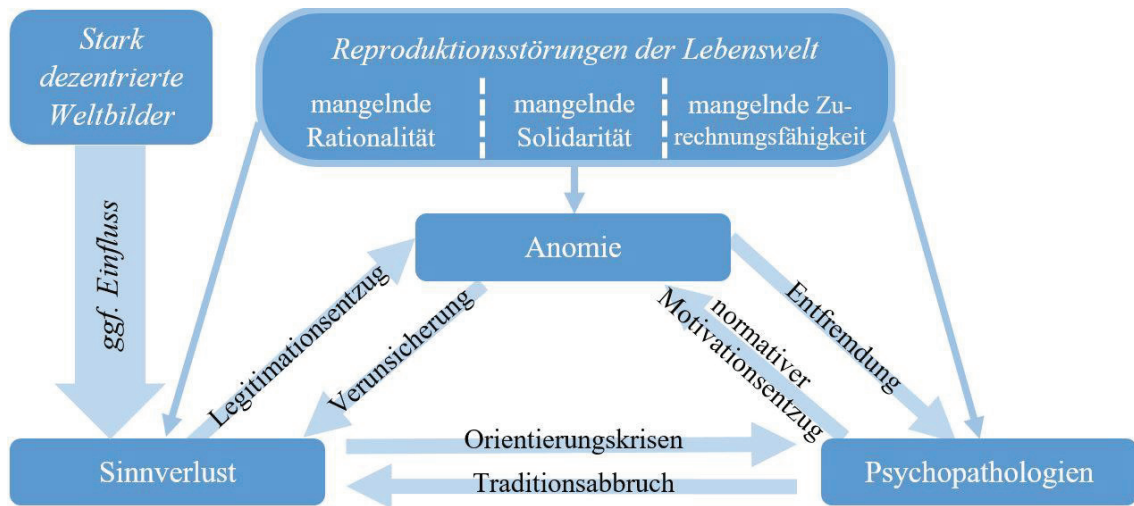 Stark
dezentrierte
Weltbilder
Reproduktionsstörungen der Lebenswelt
mangelnde
Rationalität
mangelnde
Solidarität
mangelnde Zu-
rechnungsfähigkeit
ggf. Einfluss
Anomie
Legitimationsentzug
Verunsicherung
normativer
Motivationsentzug
Entfremdung
Orientierungskrisen
Traditionsabbruch
Sinnverlust
Psychopathologien